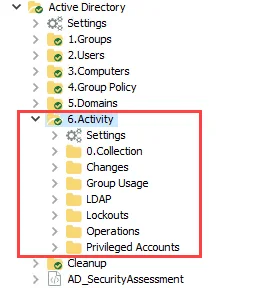 Active Directory
Settings
1.Groups
2.Users
3.Computers
4.Group Policy
5.Domains
6.Activity
Settings
0.Collection
Changes
Group Usage
LDAP
Lockouts
Operations
Privileged Accounts
Cleanup
AD_SecurityAssessment